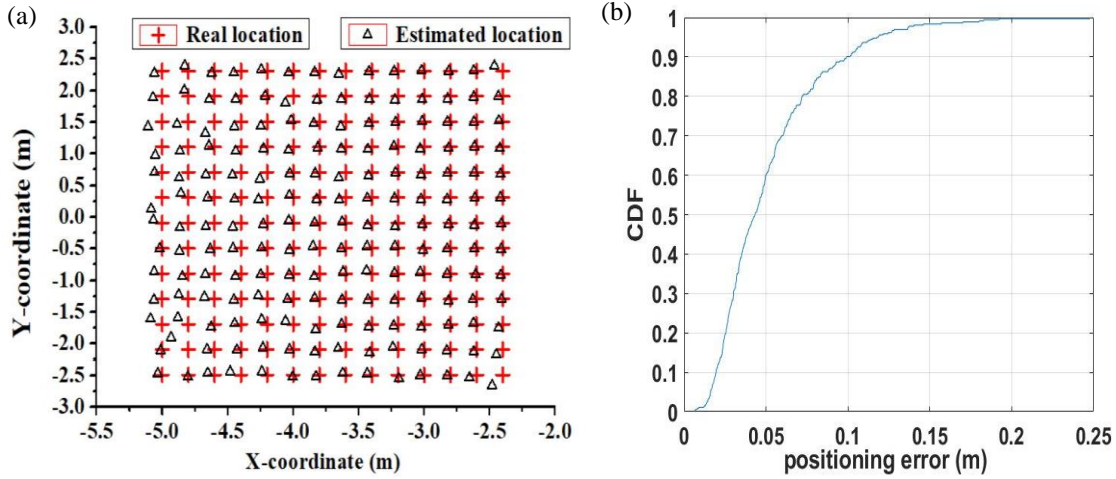 (a)
Real location
Estimated location
3.0
2.5
2.0
1.5
1.0
0.5
0.0
-0.5
-1.0
-1.5
-2.0
-2.5
-3.0
Y-coordinate (m)
-5.5 -5.0 -4.5 -4.0 -3.5 -3.0 -2.5 -2.0
X-coordinate (m)
(b)
1
0.9
0.8
0.7
0.6
0.5
0.4
0.3
0.2
0.1
0
CDF
0 0.05 0.1 0.15 0.2 0.25
positioning error (m)